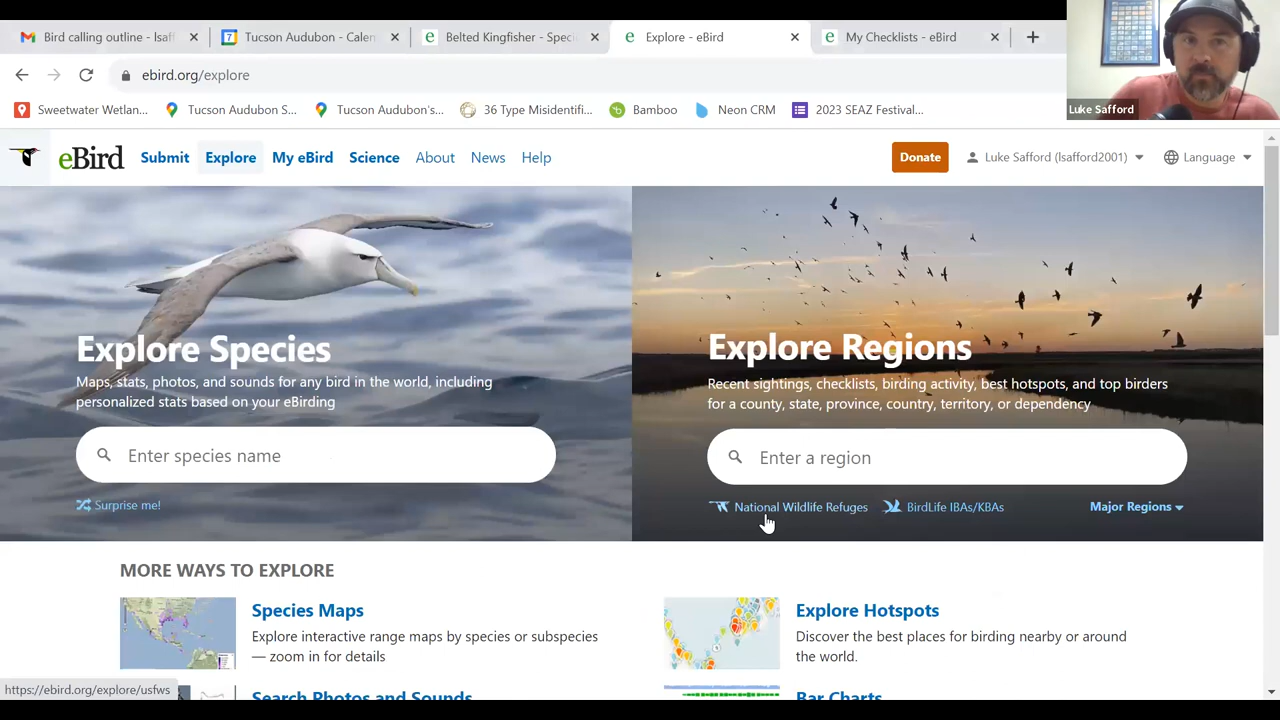 Bird calling outline - lsaff
Tucson Audubon - Calen
Belted Kingfisher - Speci
Explore - eBird
My Checklists - eBird
ebird.org/explore
Luke Safford
Sweetwater Wetlan...
Tucson Audubon S...
Tucson Audubon's...
36 Type Misidentifi...
Bamboo
Neon CRM
2023 SEAZ Festival...
eBird
Submit
Explore
My eBird
Science
About
News
Help
Donate
Luke Safford (lsafford2001)
Language
Explore Species
Maps, stats, photos, and sounds for any bird in the world, including
personalized stats based on your eBirding
Enter species name
Surprise me!
Explore Regions
Recent sightings, checklists, birding activity, best hotspots, and top birders
for a county, state, province, country, territory, or dependency
Enter a region
National Wildlife Refuges
BirdLife IBAs/KBAs
Major Regions
MORE WAYS TO EXPLORE
Species Maps
Explore interactive range maps by species or subspecies
— zoom in for details
Explore Hotspots
Discover the best places for birding nearby or around
the world.
Search Photos and Sounds
Bar Charts
https://ebird.org/explore/usfws